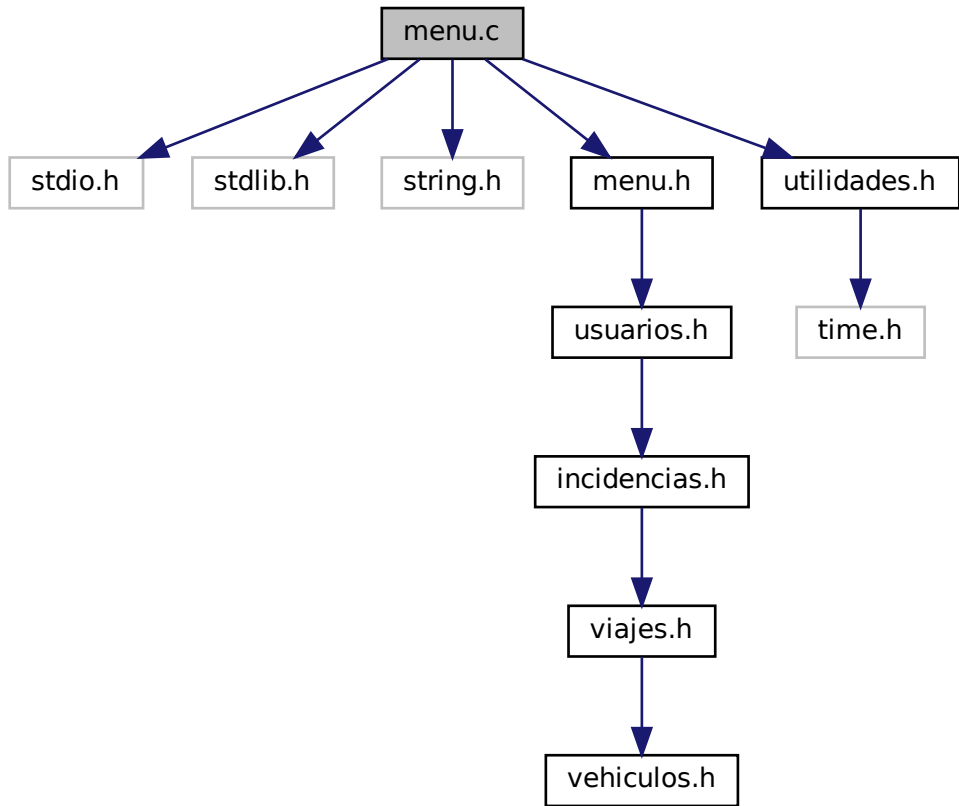 menu.c
stdio.h
stdlib.h
string.h
menu.h
utilidades.h
usuarios.h
time.h
incidencias.h
viajes.h
vehiculos.h